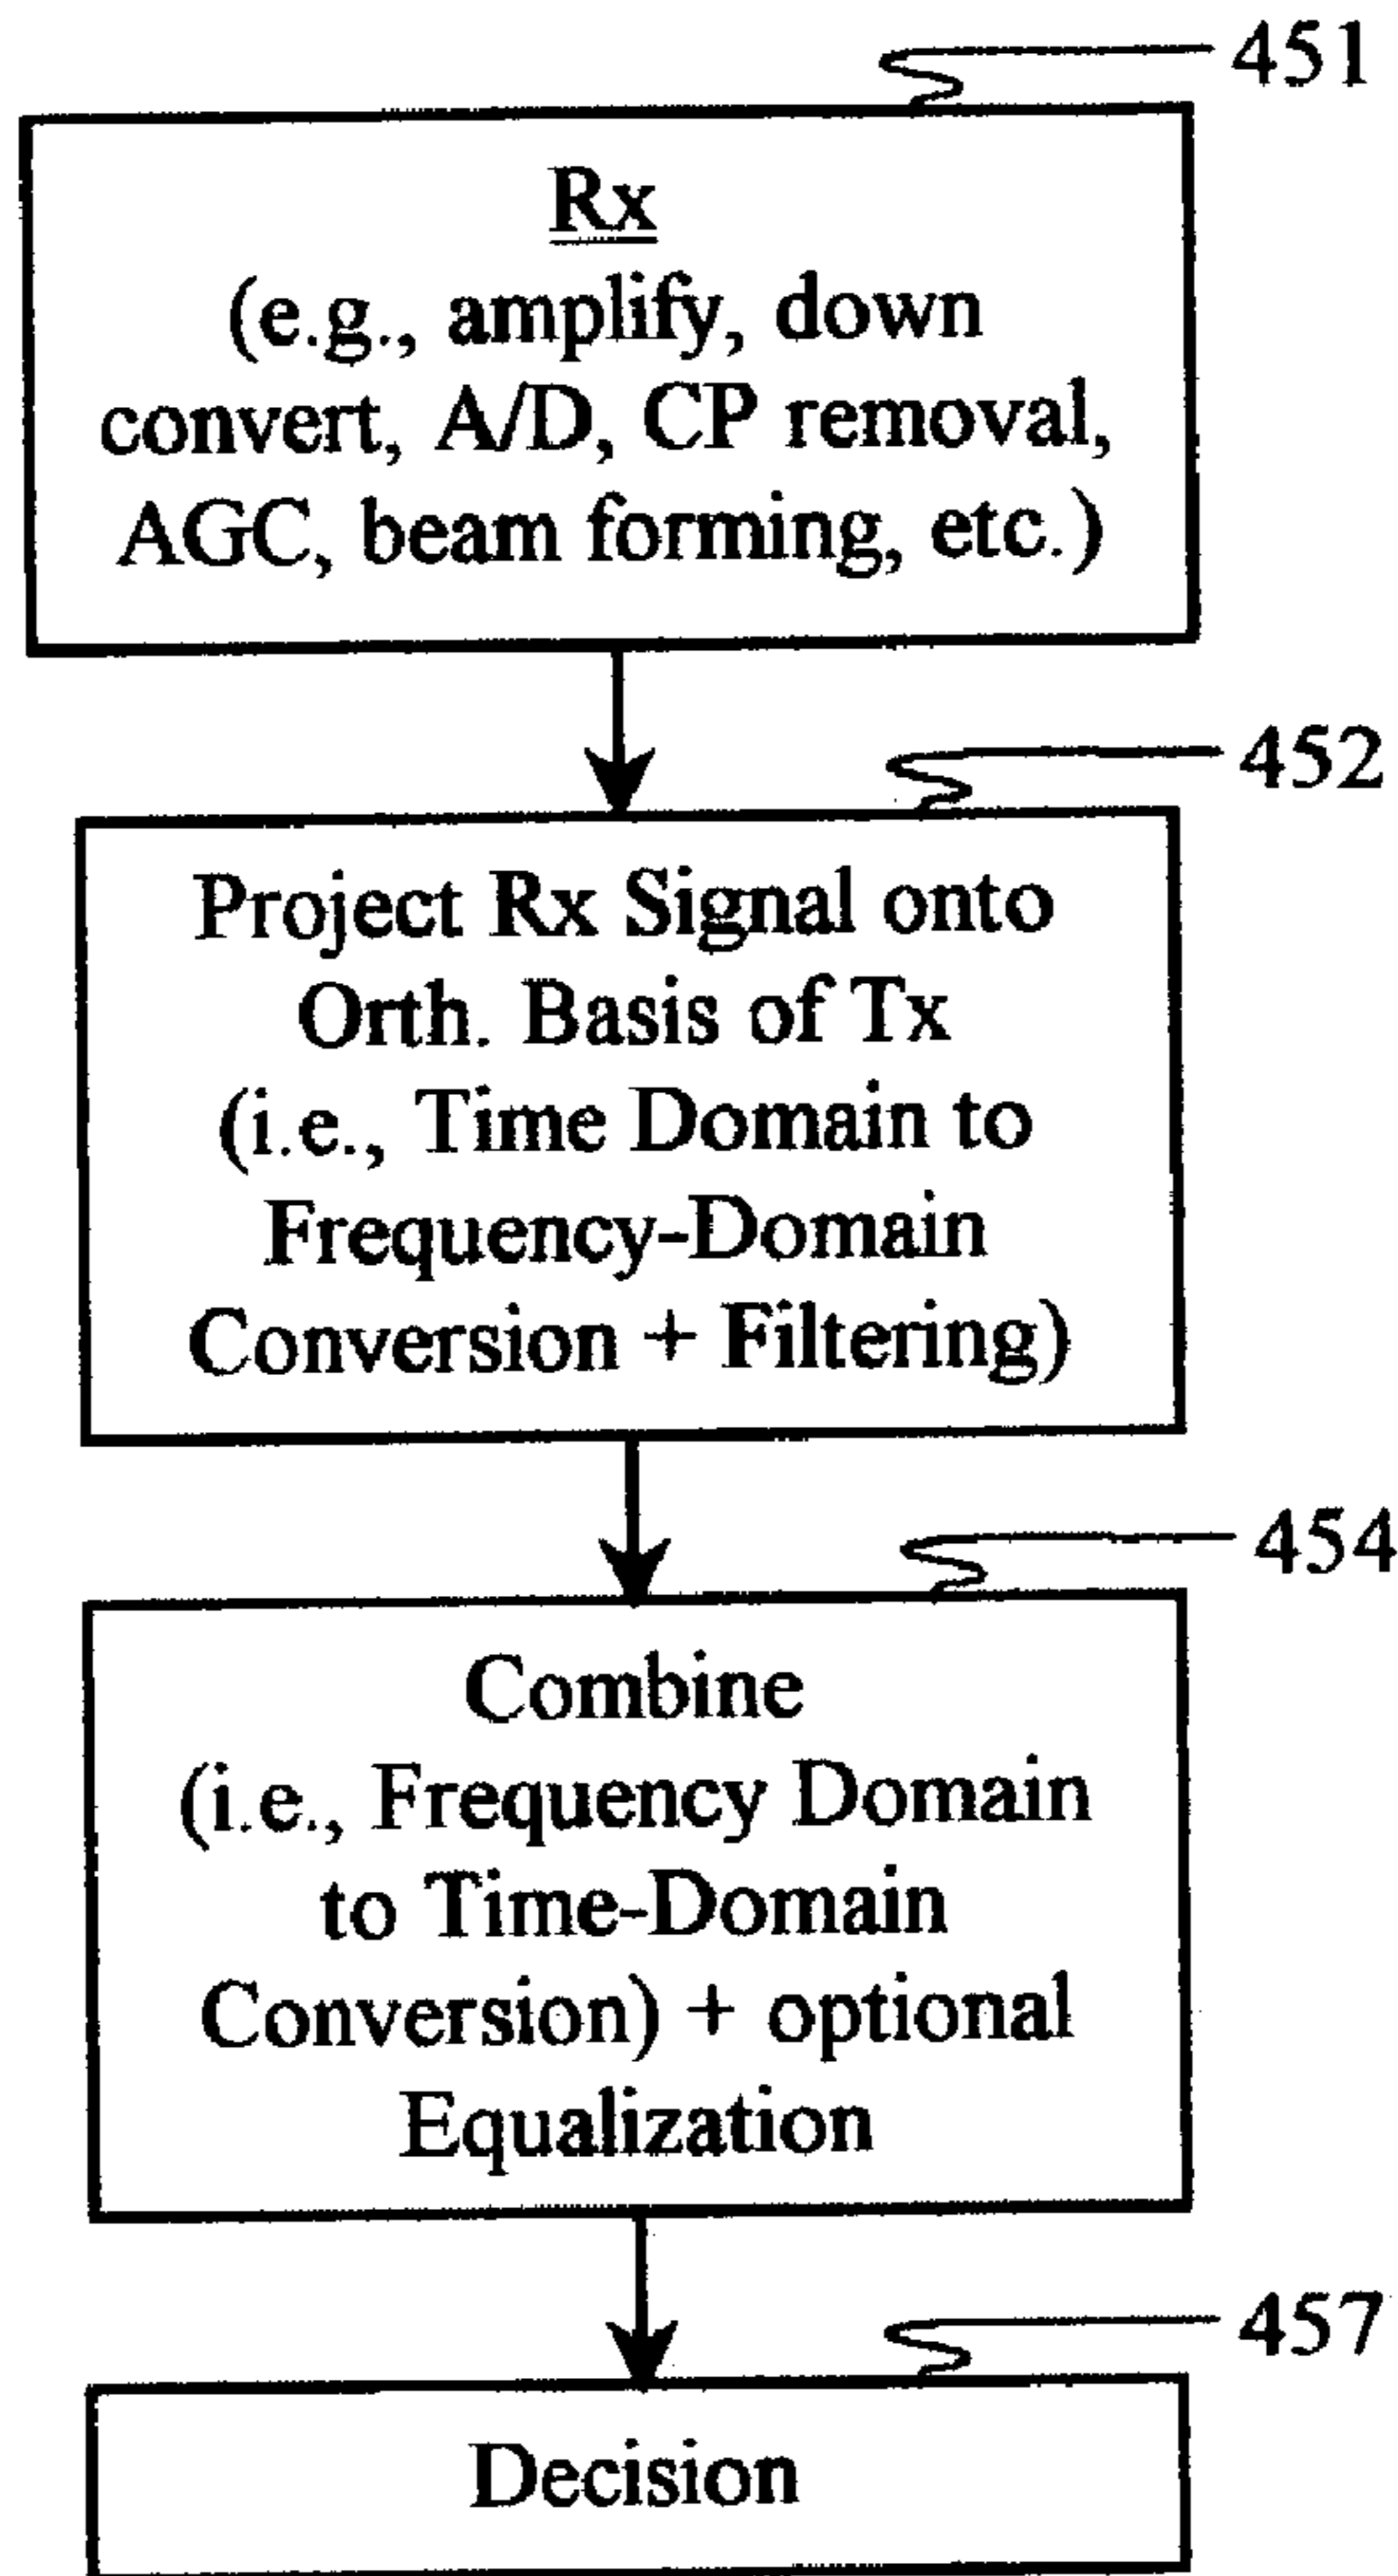 451
Rx
(e.g., amplify, down
convert, A/D, CP removal,
AGC, beam forming, etc.)
452
Project Rx Signal onto
Orth. Basis of Tx
(i.e., Time Domain to
Frequency-Domain
Conversion + Filtering)
454
Combine
(i.e., Frequency Domain
to Time-Domain
Conversion) + optional
Equalization
457
Decision